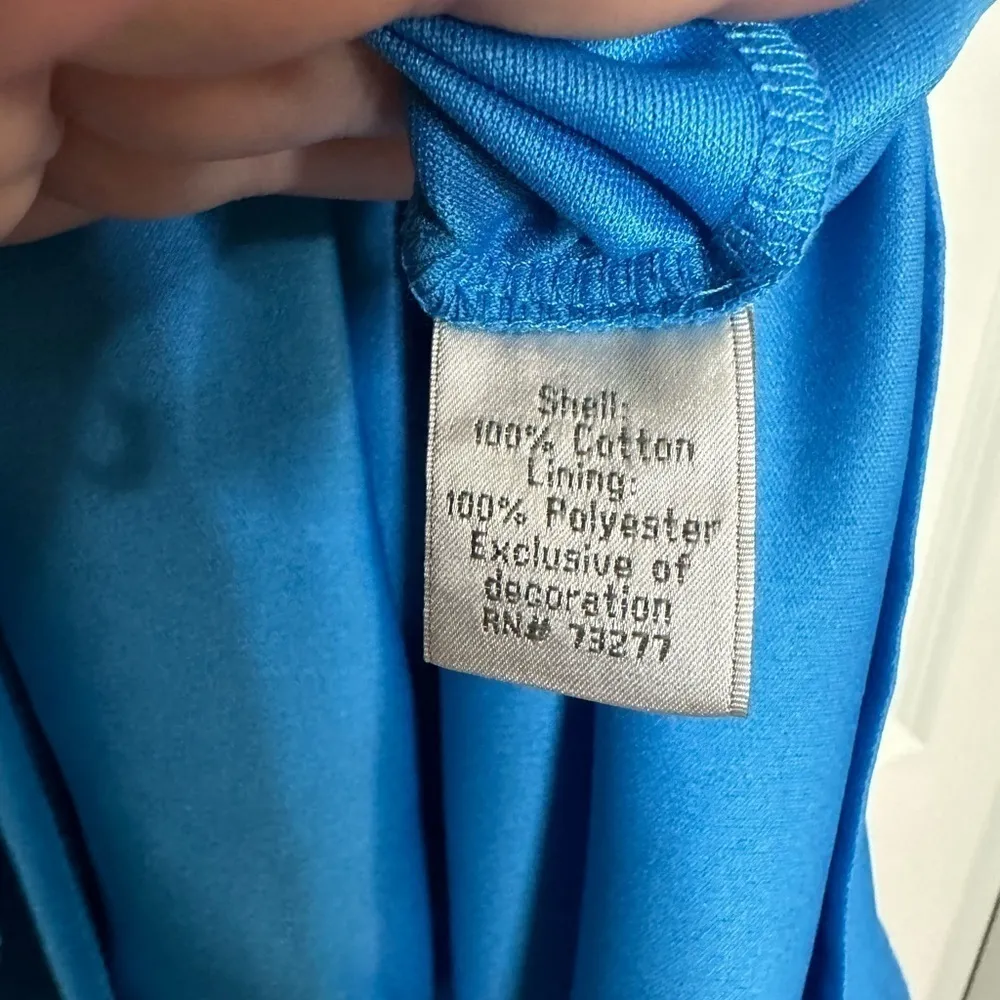 Shell:
100% Cotton
Lining:
100% Polyester
Exclusive of
decoration
RN# 73277